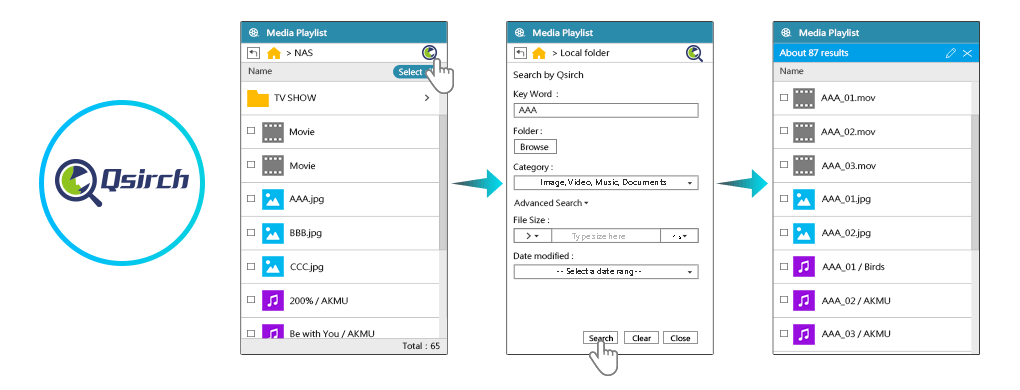 Qsirch
Media Playlist
> NAS
Name
Select
TV SHOW
>
Movie
Movie
AAA.jpg
BBB.jpg
CCC.jpg
200% / AKMU
Be with You / AKMU
Total : 65
Media Playlist
> Local folder
Search by Qsirch
Key Word :
AAA
Folder :
Browse
Category :
Image, Video, Music, Documents
Advanced Search
File Size :
> Type size here
Date modified :
-- Select a date rang --
Search Clear Close
Media Playlist
About 87 results
Name
AAA_01.mov
AAA_02.mov
AAA_03.mov
AAA_01.jpg
AAA_02.jpg
AAA_01 / Birds
AAA_02 / AKMU
AAA_03 / AKMU